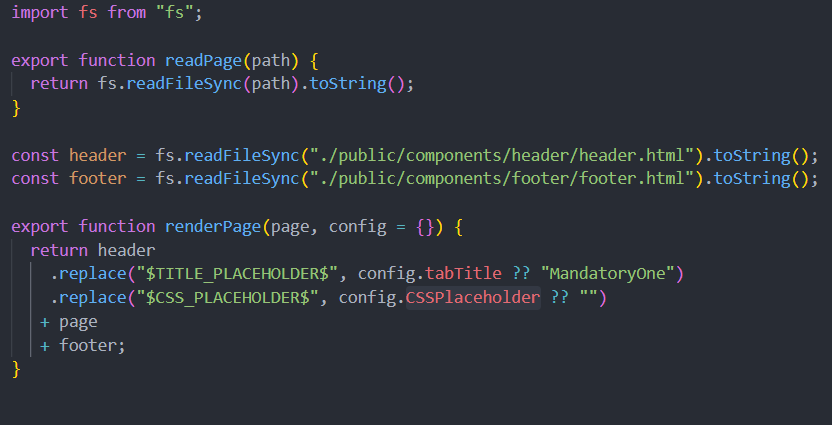 import fs from "fs";
export function readPage(path) {
return fs.readFileSync(path).toString();
}
const header = fs.readFileSync("./public/components/header/header.html").toString();
const footer = fs.readFileSync("./public/components/footer/footer.html").toString();
export function renderPage(page, config = {}) {
return header
.replace("$TITLE_PLACEHOLDER$", config.tabTitle ?? "MandatoryOne")
.replace("$CSS_PLACEHOLDER$", config.CSSPlaceholder ?? "")
+ page
+ footer;
}